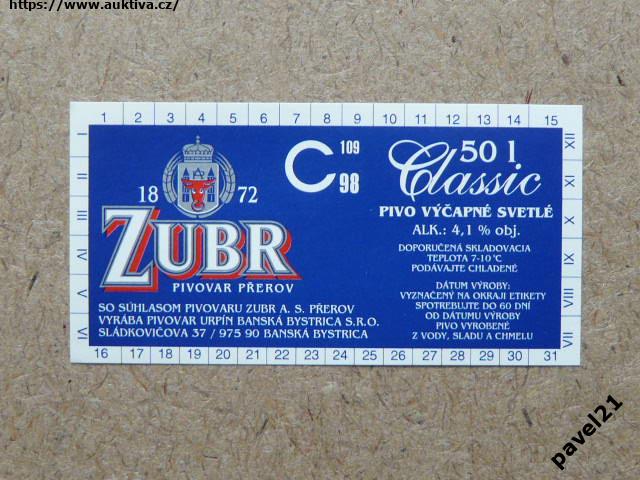 https://www.auktiva.cz/
1 2 3 4 5 6 7 8 9 10 11 12 13 14 15
I II III IV V VI
18 72
ZUBR
PIVOVAR PŘEROV
C 109
98
50 l
Classic
PIVO VÝČAPNÉ SVETLÉ
ALK.: 4,1 % obj.
DOPORUČENÁ SKLADOVACIA
TEPLOTA 7-10 °C
PODÁVAJTE CHLADENÉ
SO SÚHLASOM PIVOVARU ZUBR A. S. PŘEROV
VYRÁBA PIVOVAR URPÍN BANSKÁ BYSTRICA S.R.O.
SLÁDKOVIČOVA 37 / 975 90 BANSKÁ BYSTRICA
DÁTUM VÝROBY:
VYZNAČENÝ NA OKRAJI ETIKETY
SPOTREBUJTE DO 60 DNÍ
OD DÁTUMU VÝROBY
PIVO VYROBENÉ
Z VODY, SLADU A CHMELU
XII XI X IX VIII VII
16 17 18 19 20 21 22 23 24 25 26 27 28 29 30 31
pavel21